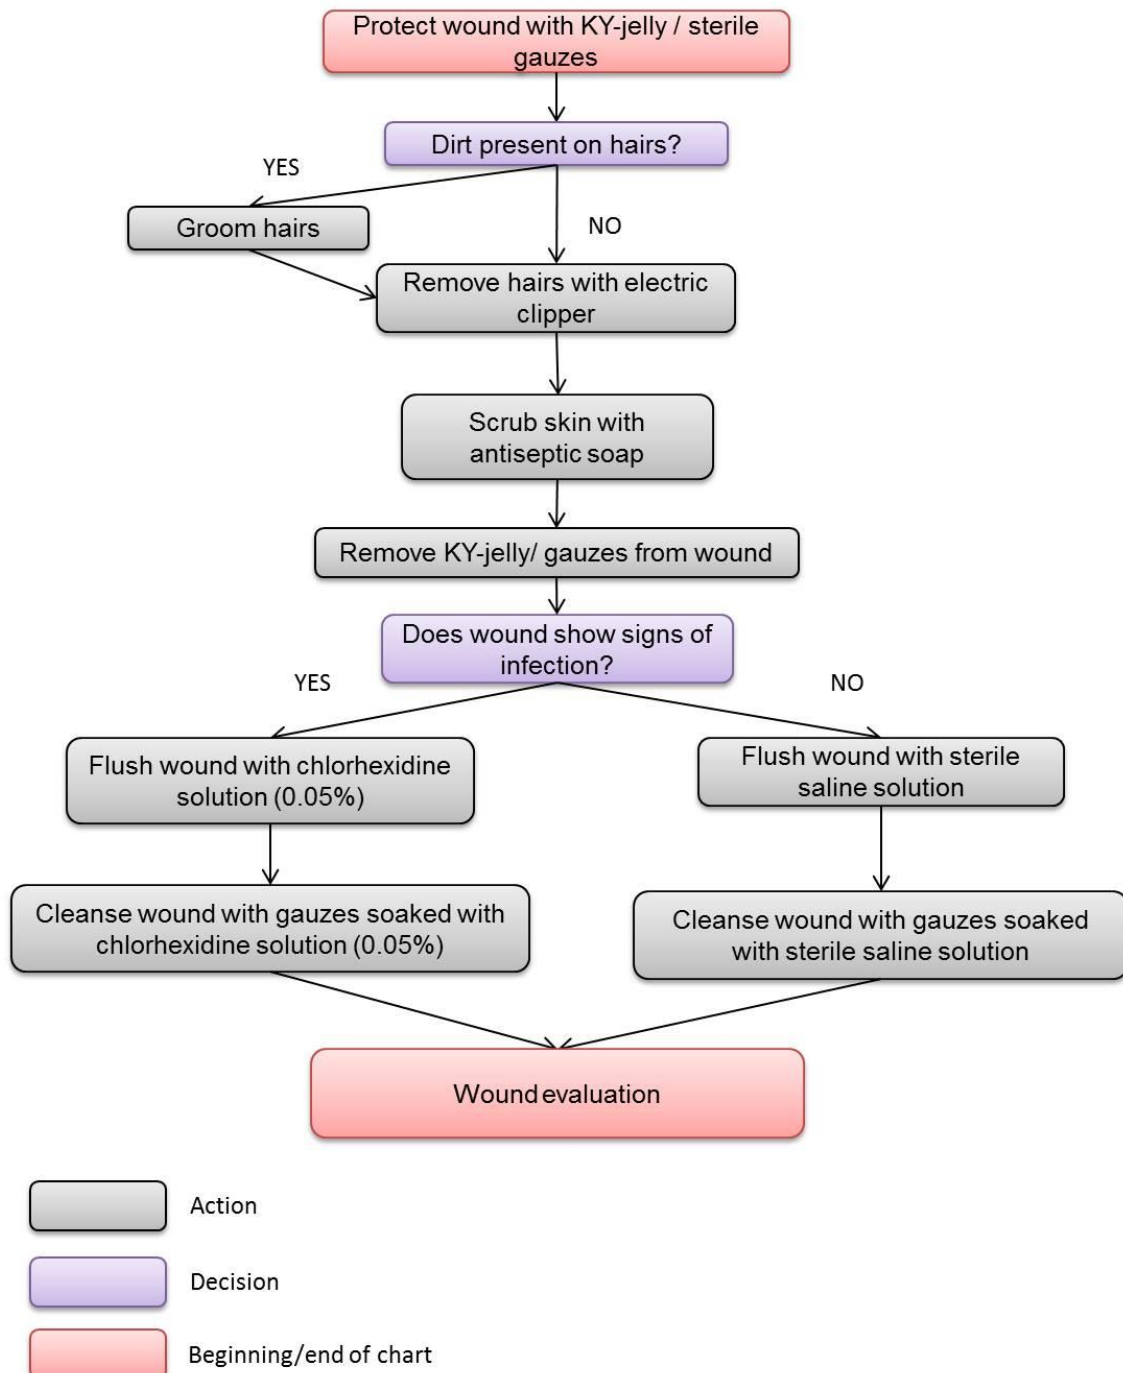 Protect wound with KY-jelly / sterile
gauzes
Dirt present on hairs?
YES
Groom hairs
NO
Remove hairs with electric
clipper
Scrub skin with
antiseptic soap
Remove KY-jelly/ gauzes from wound
Does wound show signs of
infection?
YES
NO
Flush wound with chlorhexidine
solution (0.05%)
Flush wound with sterile
saline solution
Cleanse wound with gauzes soaked with
chlorhexidine solution (0.05%)
Cleanse wound with gauzes soaked
with sterile saline solution
Wound evaluation
Action
Decision
Beginning/end of chart